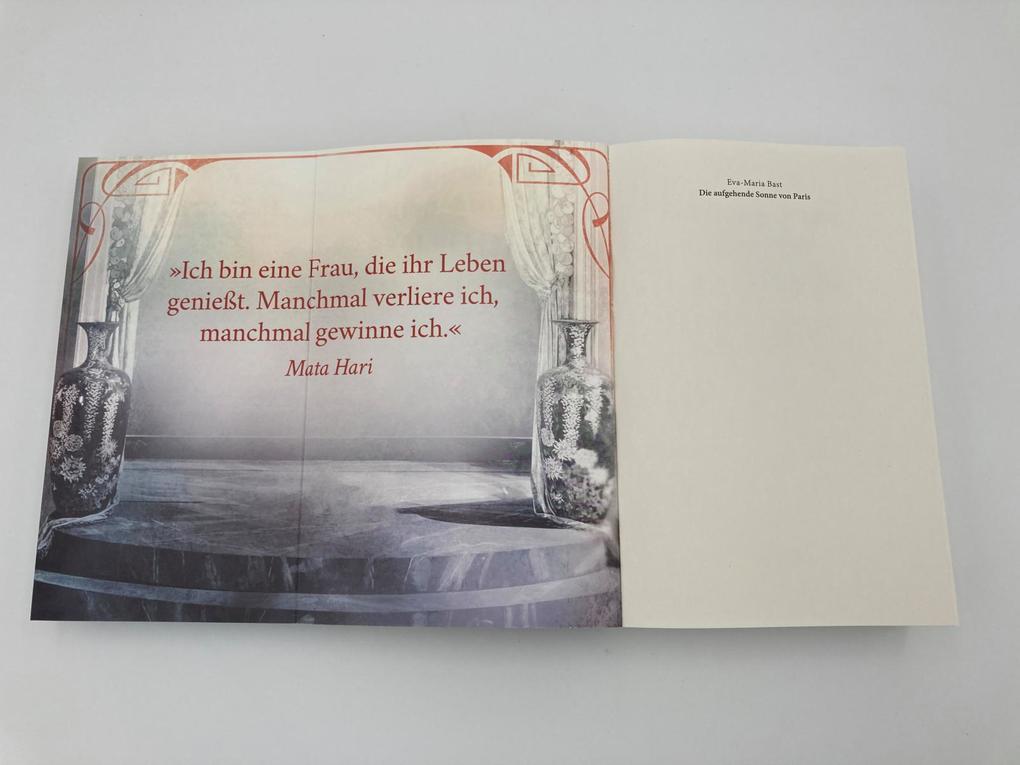 »Ich bin eine Frau, die ihr Leben
genießt. Manchmal verliere ich,
manchmal gewinne ich.«
Mata Hari
Eva-Maria Bast
Die aufgehende Sonne von Paris